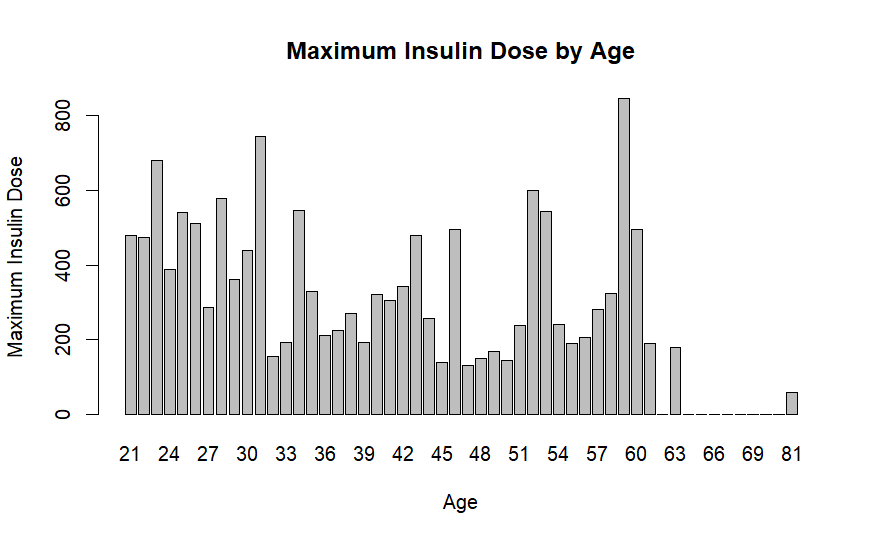 Maximum Insulin Dose by Age
Maximum Insulin Dose
800
600
400
200
0
21 24 27 30 33 36 39 42 45 48 51 54 57 60 63 66 69 81
Age